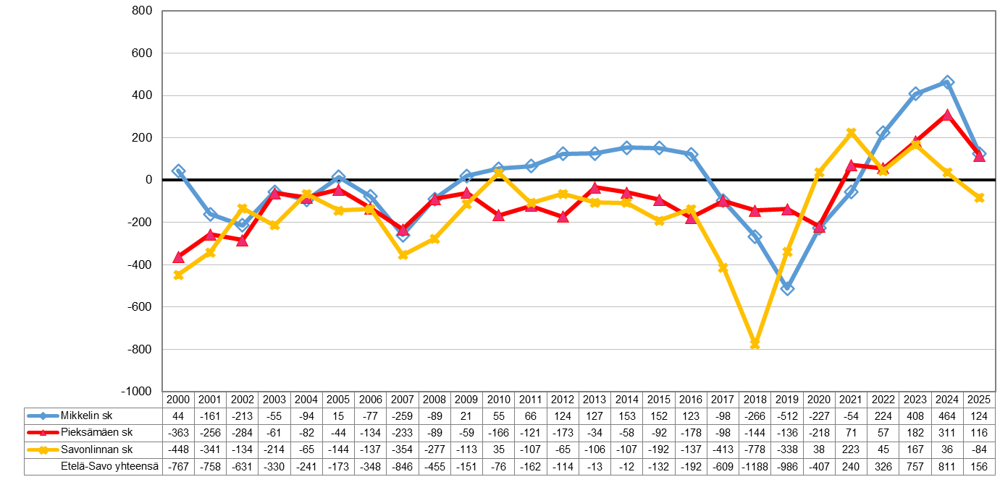 800
600
400
200
0
-200
-400
-600
-800
-1000
2000 2001 2002 2003 2004 2005 2006 2007 2008 2009 2010 2011 2012 2013 2014 2015 2016 2017 2018 2019 2020 2021 2022 2023 2024 2025
Mikkelin sk 44 -161 -213 -55 -94 15 -77 -259 -89 21 55 66 124 127 153 152 123 -98 -266 -512 -227 -54 224 408 464 124
Pieksämäen sk -363 -256 -284 -61 -82 -44 -134 -233 -89 -59 -166 -121 -173 -34 -58 -92 -178 -98 -144 -136 -218 71 57 182 311 116
Savonlinnan sk -448 -341 -134 -214 -65 -144 -137 -354 -277 -113 35 -107 -65 -106 -107 -192 -137 -413 -778 -338 38 223 45 167 36 -84
Etelä-Savo yhteensä -767 -758 -631 -330 -241 -173 -348 -846 -455 -151 -76 -162 -114 -13 -12 -132 -192 -609 -1188 -986 -407 240 326 757 811 156